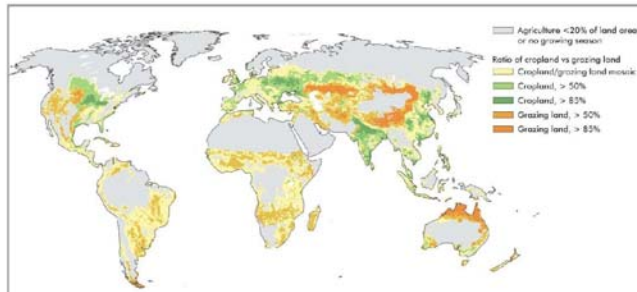 Agriculture <20% of land area
or no growing season
Ratio of cropland vs grazing land
Cropland/grazing land mosaic
Cropland, > 50%
Cropland, > 85%
Grazing land, > 50%
Grazing land, > 85%